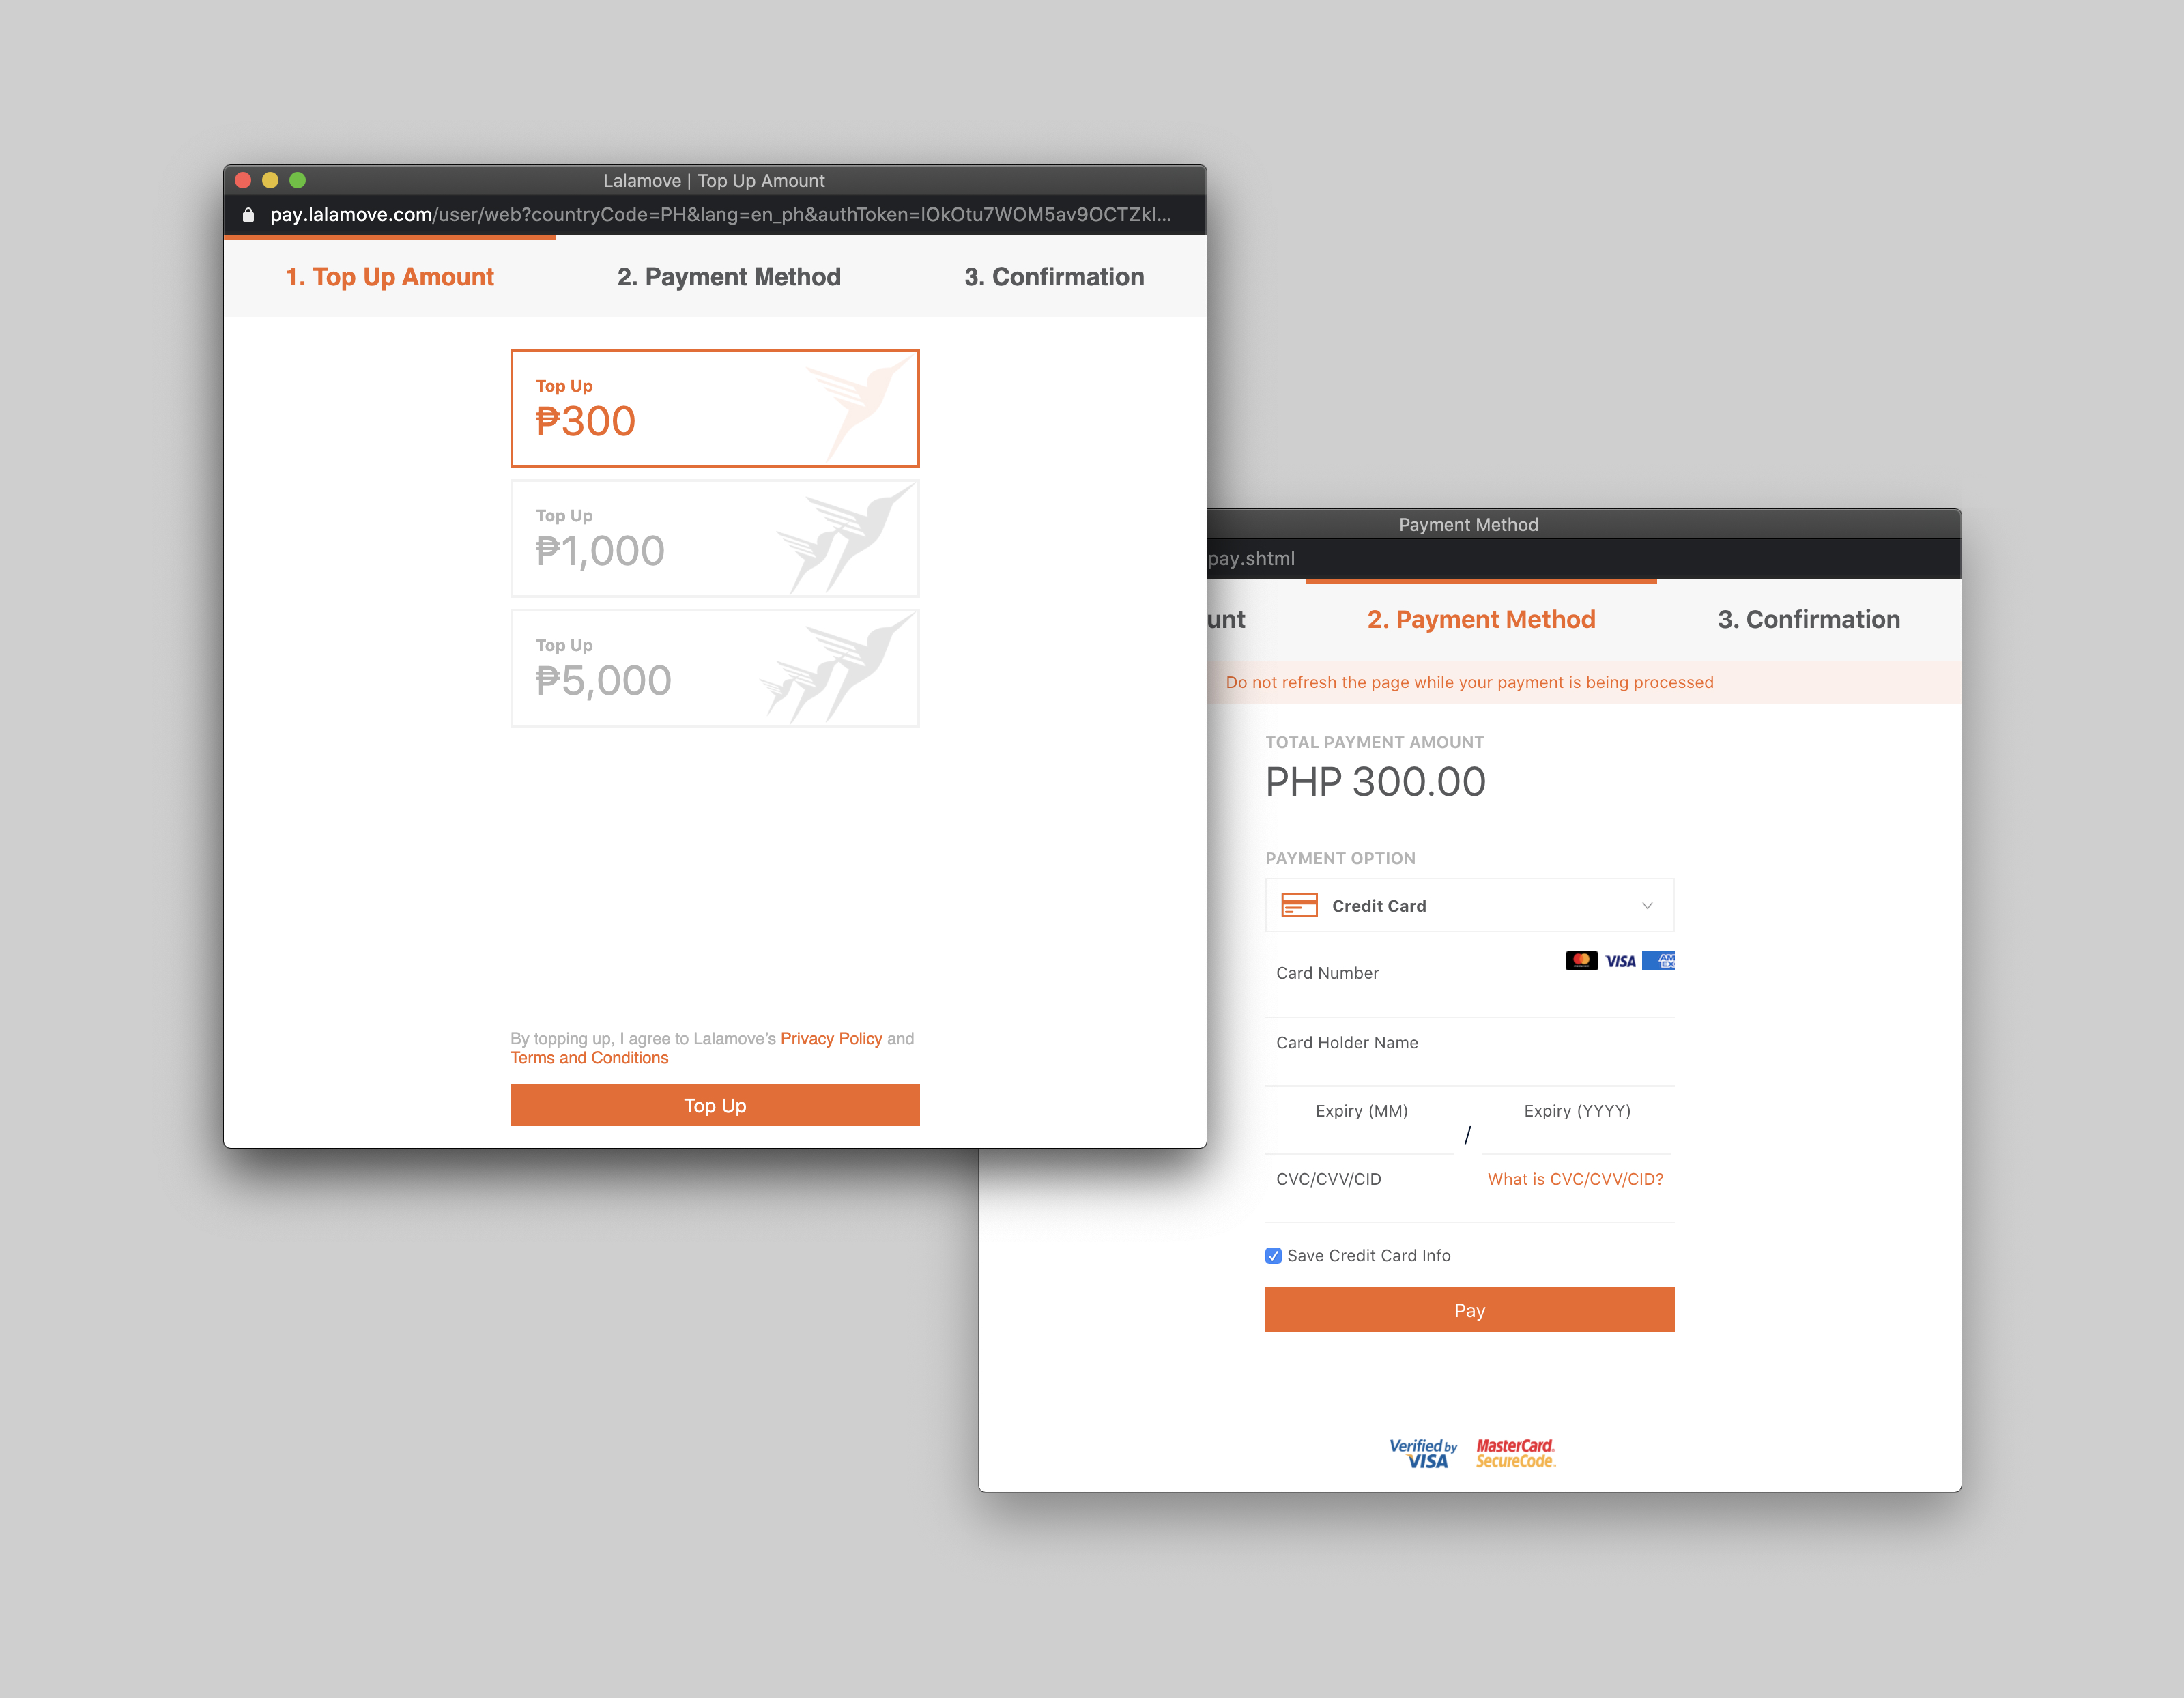 Lalamove | Top Up Amount
pay.lalamove.com/user/web?countryCode=PH&lang=en_ph&authToken=lOkOtu7WOM5av9OCTZkl...
1. Top Up Amount
2. Payment Method
3. Confirmation
Top Up
₱300
Top Up
₱1,000
Top Up
₱5,000
By topping up, I agree to Lalamove’s Privacy Policy and
Terms and Conditions
Top Up
Payment Method
pay.shtml
unt
2. Payment Method
3. Confirmation
Do not refresh the page while your payment is being processed
TOTAL PAYMENT AMOUNT
PHP 300.00
PAYMENT OPTION
Credit Card
VISA
AM
EX
Card Number
Card Holder Name
Expiry (MM)
/
Expiry (YYYY)
CVC/CVV/CID
What is CVC/CVV/CID?
Save Credit Card Info
Pay
Verified by
VISA
MasterCard.
SecureCode.